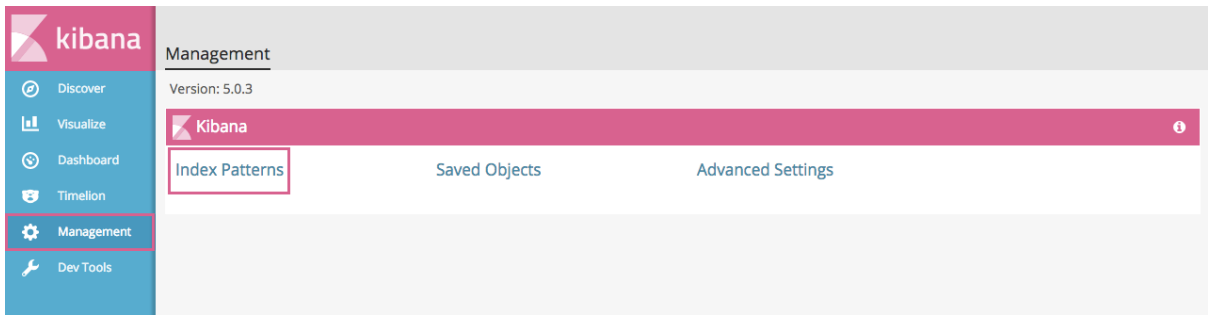 kibana
Discover
Visualize
Dashboard
Timelion
Management
Dev Tools
Management
Version: 5.0.3
Kibana
Index Patterns Saved Objects Advanced Settings